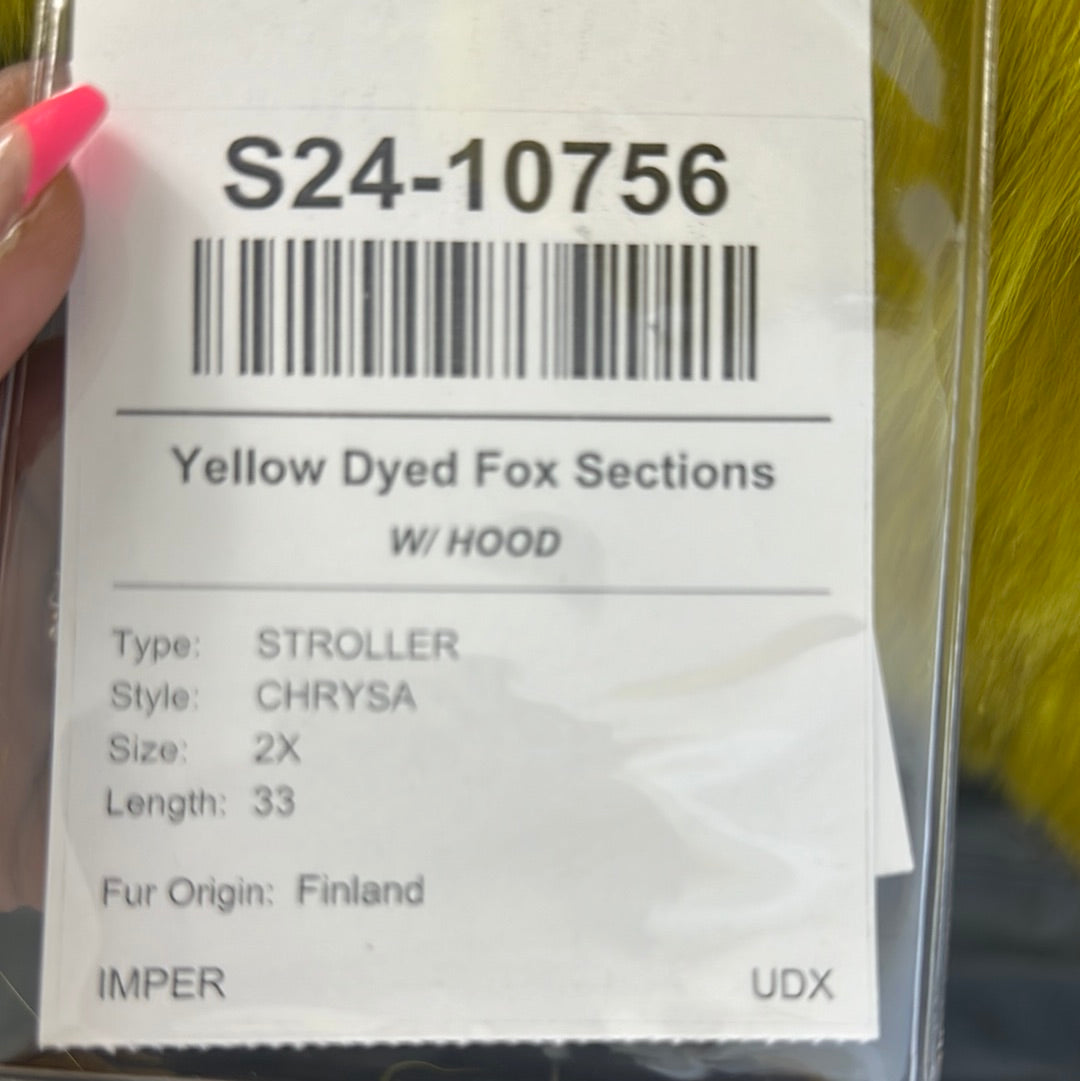 S24-10756
Yellow Dyed Fox Sections
W/ HOOD
Type: STROLLER
Style: CHRYSA
Size: 2X
Length: 33
Fur Origin: Finland
IMPER UDX